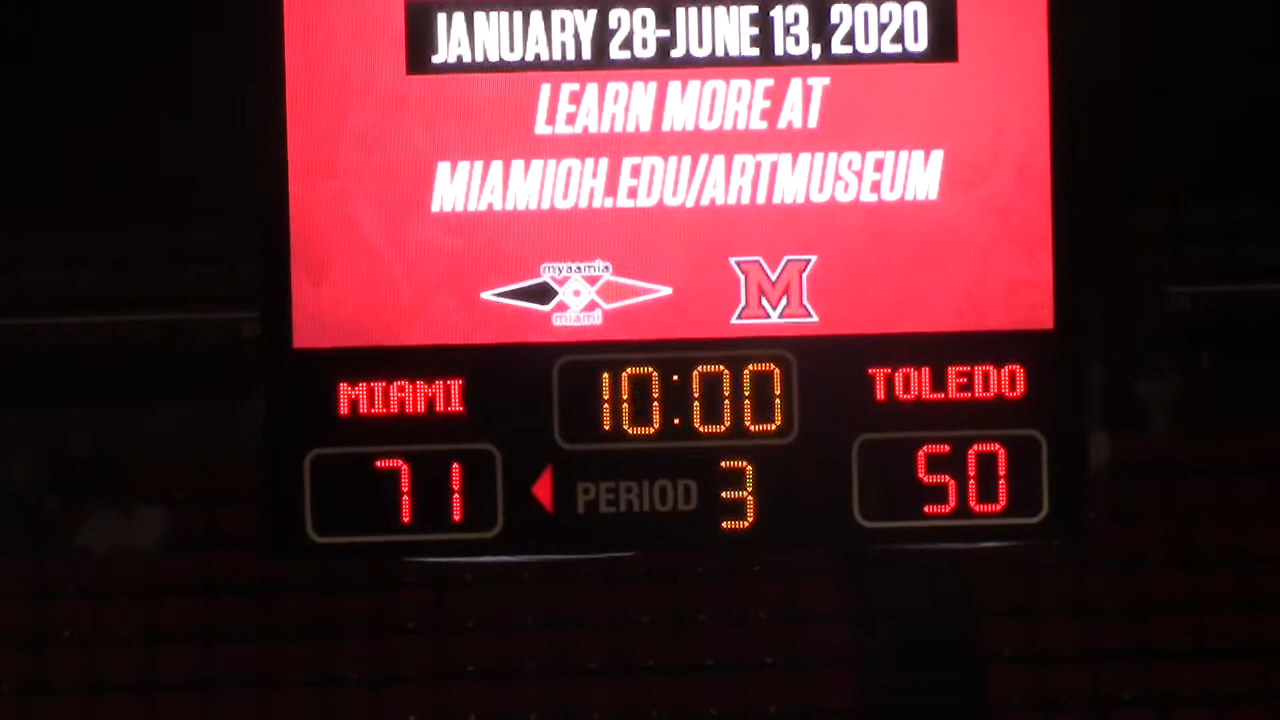 JANUARY 28-JUNE 13, 2020
LEARN MORE AT
MIAMIOH.EDU/ARTMUSEUM
myaamia
miami
M
MIAMI
10:00
TOLEDO
71
PERIOD 3
50